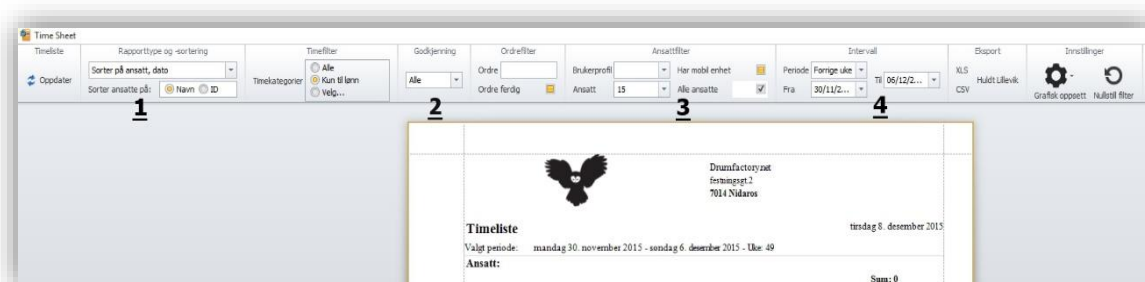 Time Sheet
Timeliste Rapporttype og -sortering Timefilter Godkjenning Ordrefilter Ansattfilter Intervall Eksport Innstillinger
Oppdater
Sorter på ansatt, dato
Sorter ansatte på: Navn ID
Timekategorier
Alle
Kun til lønn
Velg...
Alle
Ordre
Ordre ferdig
Brukerprofil Har mobil enhet
Ansatt 15 Alle ansatte
Periode Forrige uke
Fra 30/11/2... Til 06/12/2...
XLS
CSV
Huldt Lillevik
Grafisk oppsett Nullstil filter
1 2 3 4
Drumfactory.net
festningsgt.2
7014 Nidaros
Timeliste tirsdag 8. desember 2015
Valgt periode: mandag 30. november 2015 - søndag 6. desember 2015 - Uke: 49
Ansatt:
Sum: 0